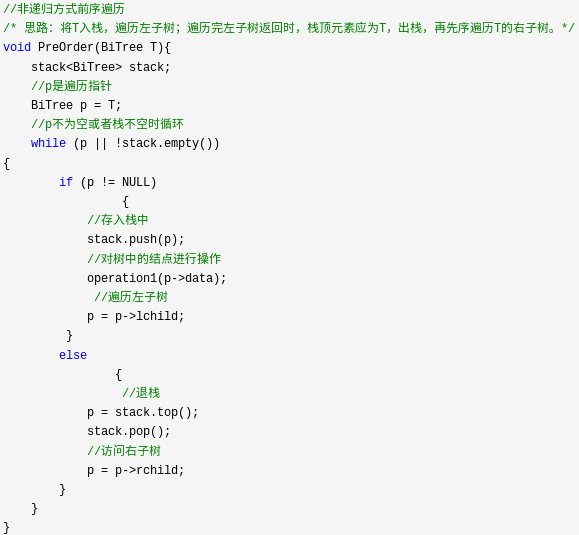 //非递归方式前序遍历
/* 思路：将T入栈，遍历左子树；遍历完左子树返回时，栈顶元素应为T，出栈，再先序遍历T的右子树。*/
void PreOrder(BiTree T){
    stack<BiTree> stack;
    //p是遍历指针
    BiTree p = T;
    //p不为空或者栈不空时循环
    while (p || !stack.empty())
{
        if (p != NULL)
                 {
            //存入栈中
            stack.push(p);
            //对树中的结点进行操作
            operation1(p->data);
             //遍历左子树
            p = p->lchild;
         }
        else
                {
                 //退栈
            p = stack.top();
            stack.pop();
            //访问右子树
            p = p->rchild;
        }
    }
}